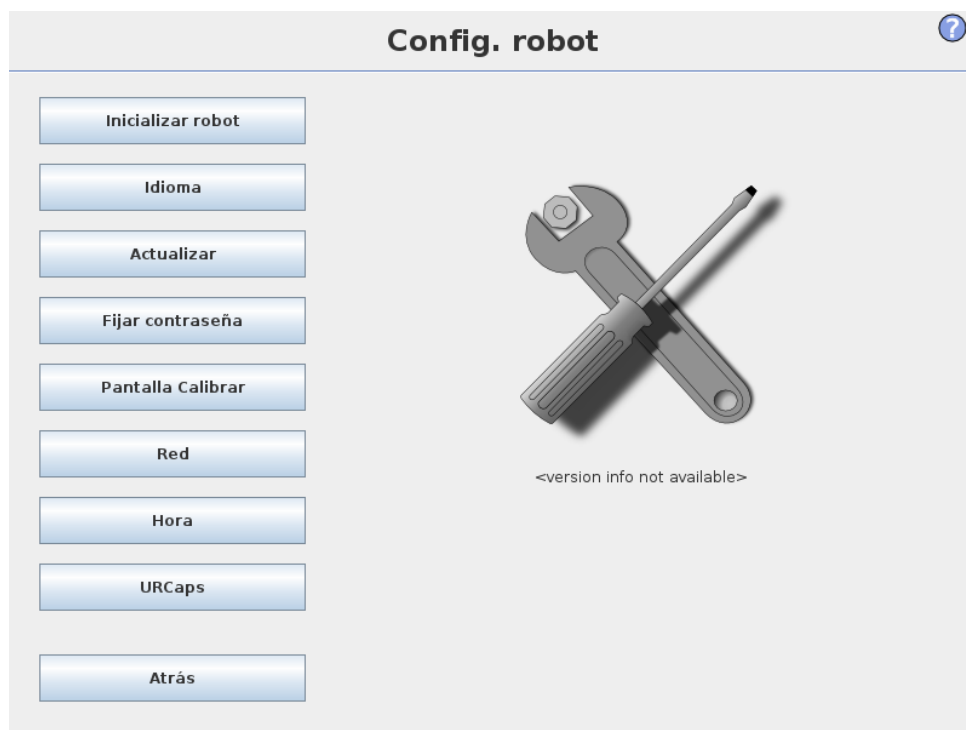 Config. robot
?
Inicializar robot
Idioma
Actualizar
Fijar contraseña
Pantalla Calibrar
Red
Hora
URCaps
Atrás
<version info not available>